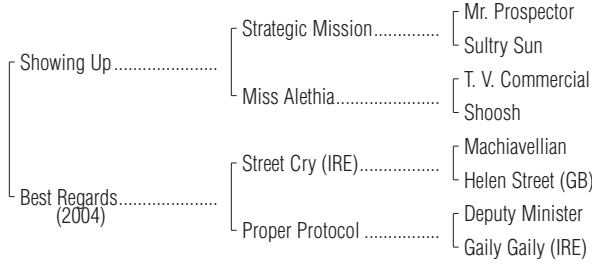 Mr. Prospector
Strategic Mission..............
Sultry Sun
Showing Up......................
T. V. Commercial
Miss Alethia......................
Shoosh
Machiavellian
Street Cry (IRE).................
Helen Street (GB)
Best Regards.....................
(2004)
Deputy Minister
Proper Protocol ................
Gaily Gaily (IRE)